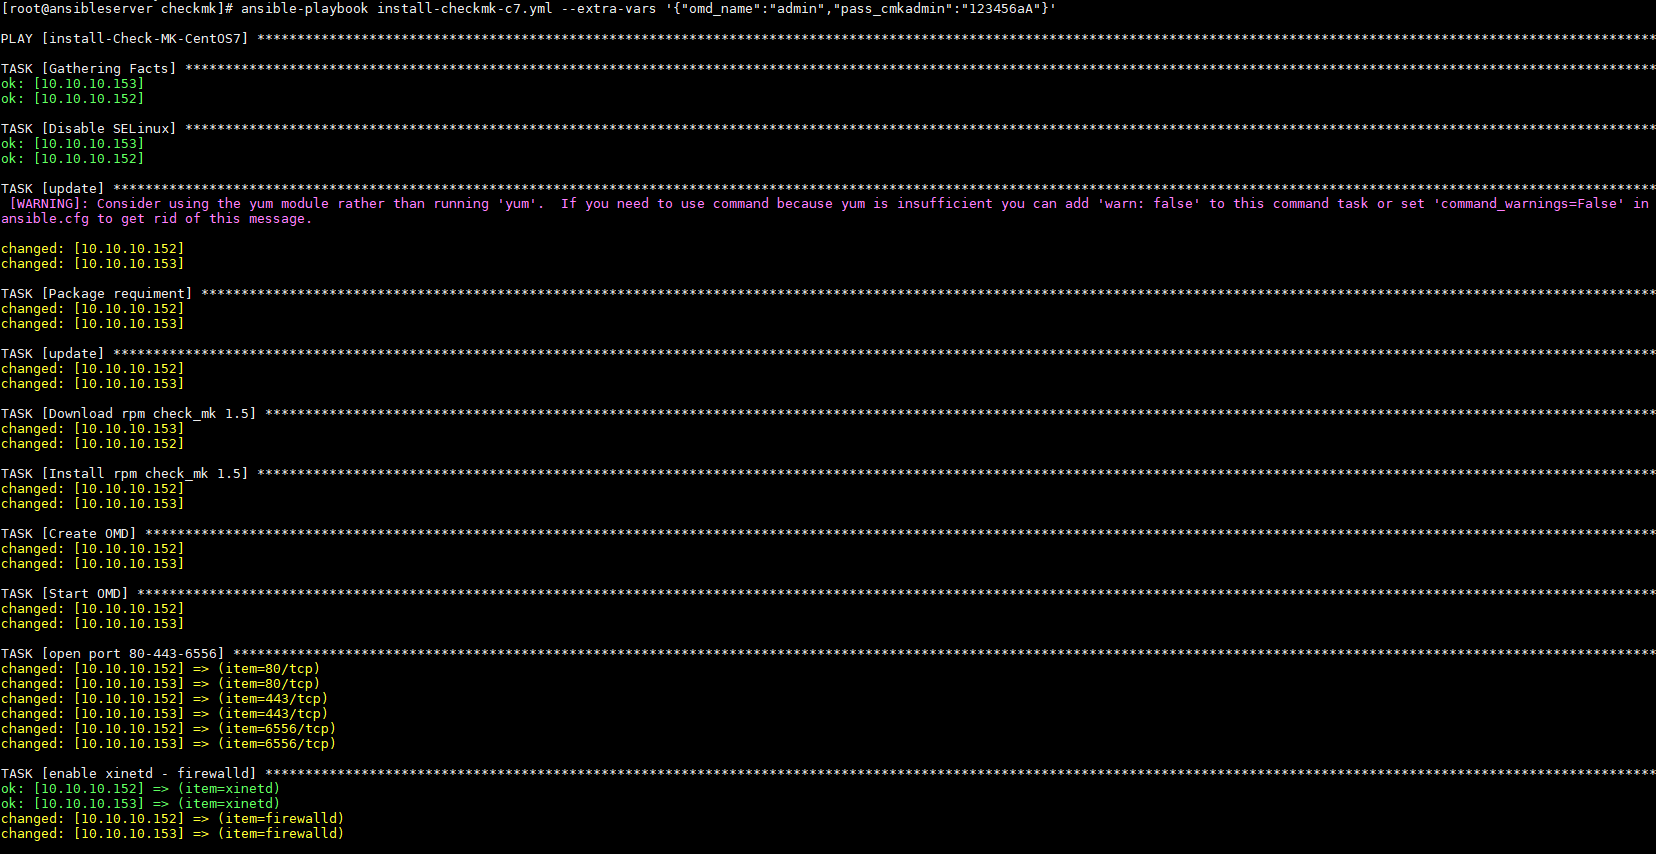 [root@ansibleserver checkmk]# ansible-playbook install-checkmk-c7.yml --extra-vars '{"omd_name":"admin","pass_cmkadmin":"123456aA"}'
PLAY [install-Check-MK-CentOS7] ******************************************************************************************************************************************************************************
TASK [Gathering Facts] ***************************************************************************************************************************************************************************************
ok: [10.10.10.153]
ok: [10.10.10.152]
TASK [Disable SELinux] ***************************************************************************************************************************************************************************************
ok: [10.10.10.153]
ok: [10.10.10.152]
TASK [update] ************************************************************************************************************************************************************************************************
 [WARNING]: Consider using the yum module rather than running 'yum'.  If you need to use command because yum is insufficient you can add 'warn: false' to this command task or set 'command_warnings=False' in
ansible.cfg to get rid of this message.
changed: [10.10.10.152]
changed: [10.10.10.153]
TASK [Package requiment] *************************************************************************************************************************************************************************************
changed: [10.10.10.152]
changed: [10.10.10.153]
TASK [update] ************************************************************************************************************************************************************************************************
changed: [10.10.10.152]
changed: [10.10.10.153]
TASK [Download rpm check_mk 1.5] *****************************************************************************************************************************************************************************
changed: [10.10.10.153]
changed: [10.10.10.152]
TASK [Install rpm check_mk 1.5] ******************************************************************************************************************************************************************************
changed: [10.10.10.152]
changed: [10.10.10.153]
TASK [Create OMD] ********************************************************************************************************************************************************************************************
changed: [10.10.10.152]
changed: [10.10.10.153]
TASK [Start OMD] *********************************************************************************************************************************************************************************************
changed: [10.10.10.152]
changed: [10.10.10.153]
TASK [open port 80-443-6556] *********************************************************************************************************************************************************************************
changed: [10.10.10.152] => (item=80/tcp)
changed: [10.10.10.153] => (item=80/tcp)
changed: [10.10.10.152] => (item=443/tcp)
changed: [10.10.10.153] => (item=443/tcp)
changed: [10.10.10.152] => (item=6556/tcp)
changed: [10.10.10.153] => (item=6556/tcp)
TASK [enable xinetd - firewalld] *****************************************************************************************************************************************************************************
ok: [10.10.10.152] => (item=xinetd)
ok: [10.10.10.153] => (item=xinetd)
changed: [10.10.10.152] => (item=firewalld)
changed: [10.10.10.153] => (item=firewalld)